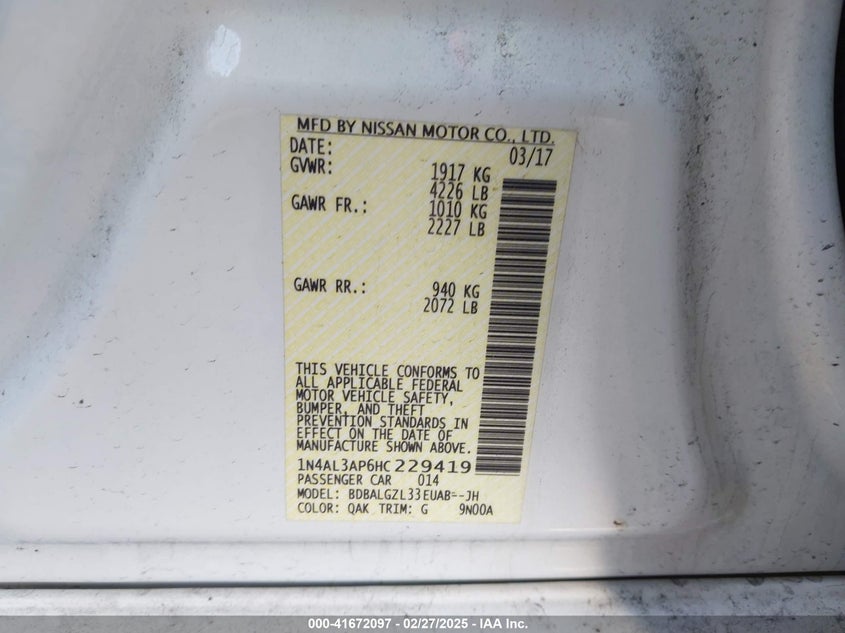 MFD BY NISSAN MOTOR CO., LTD.
DATE: 03/17
GVWR: 1917 KG
4226 LB
GAWR FR.: 1010 KG
2227 LB
GAWR RR.: 940 KG
2072 LB
THIS VEHICLE CONFORMS TO
ALL APPLICABLE FEDERAL
MOTOR VEHICLE SAFETY,
BUMPER, AND THEFT
PREVENTION STANDARDS IN
EFFECT ON THE DATE OF
MANUFACTURE SHOWN ABOVE.
1N4AL3AP6HC229419
PASSENGER CAR 014
MODEL: BDBALGZL33EUAB--JH
COLOR: QAK TRIM: G 9N00A
000-41672097 - 02/27/2025 - IAA Inc.